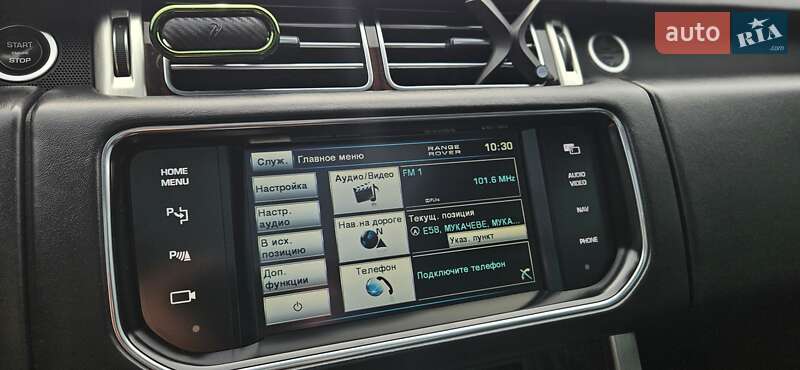 START
ENGINE
STOP
auto RIA
.com
HOME
MENU
P
P
Служ.
Главное меню
RANGE
ROVER
10:30
Настройка
Настр.
аудио
В исх.
позицию
Доп.
функции
Аудио/Видео
Нав.на дороге
Телефон
FM 1
101.6 MHz
Текущ. позиция
E58, МУКАЧЕВЕ, МУКА...
Указ. пункт
Подключите телефон
AUDIO
VIDEO
NAV
PHONE